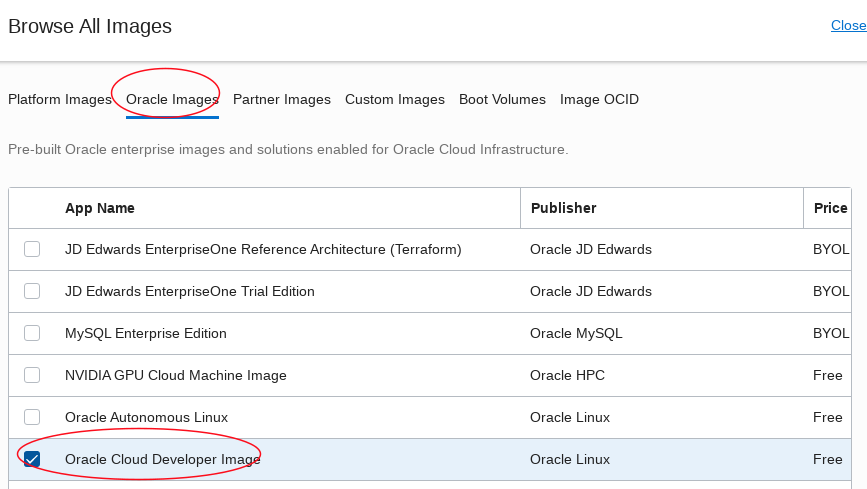 Browse All Images Close
Platform Images Oracle Images Partner Images Custom Images Boot Volumes Image OCID
Pre-built Oracle enterprise images and solutions enabled for Oracle Cloud Infrastructure.
App Name Publisher Price
JD Edwards EnterpriseOne Reference Architecture (Terraform) Oracle JD Edwards BYOL
JD Edwards EnterpriseOne Trial Edition Oracle JD Edwards BYOL
MySQL Enterprise Edition Oracle MySQL BYOL
NVIDIA GPU Cloud Machine Image Oracle HPC Free
Oracle Autonomous Linux Oracle Linux Free
Oracle Cloud Developer Image Oracle Linux Free